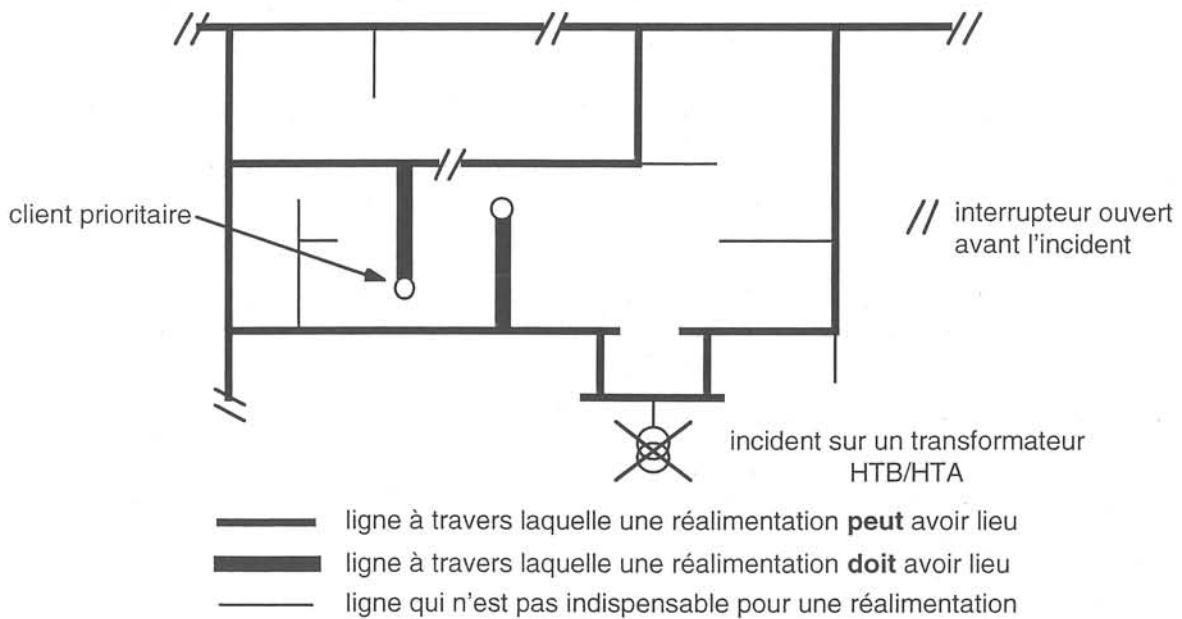 client prioritaire
interrupteur ouvert
avant l'incident
incident sur un transformateur
HTB/HTA
ligne à travers laquelle une réalimentation peut avoir lieu
ligne à travers laquelle une réalimentation doit avoir lieu
ligne qui n'est pas indispensable pour une réalimentation